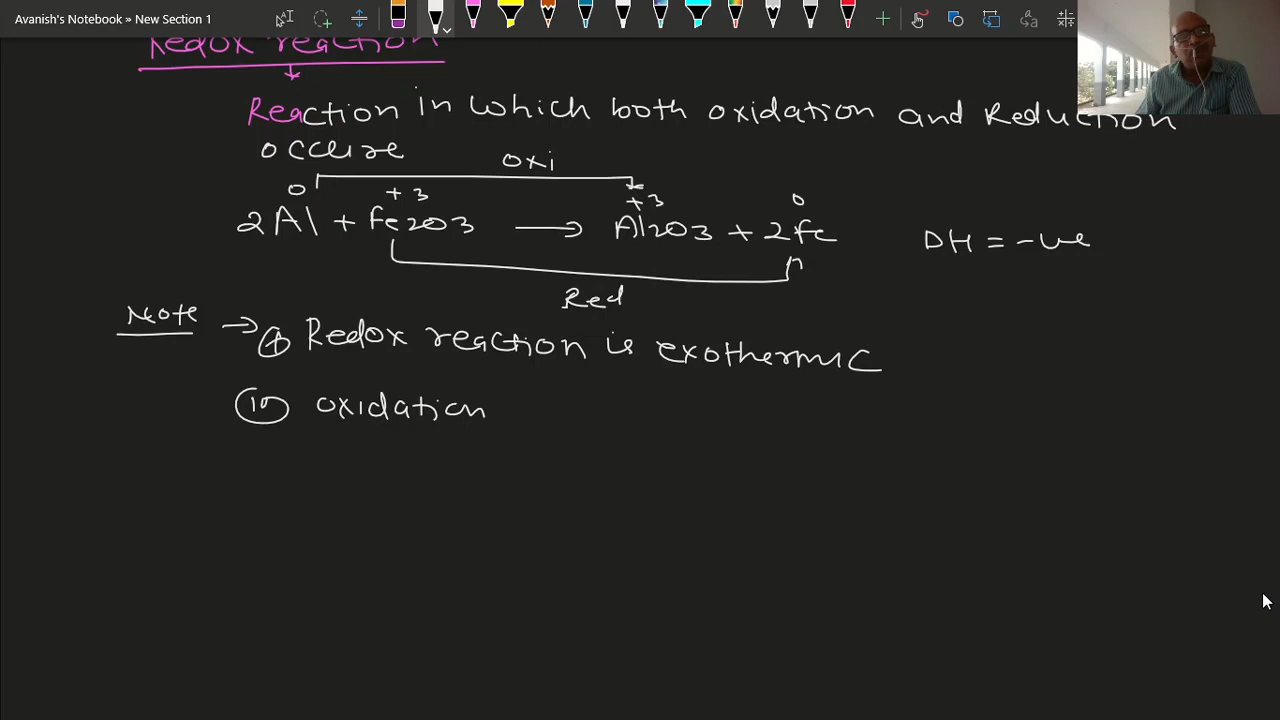 Avanish's Notebook » New Section 1
Redox reaction
Reaction in which both oxidation and Reduction
occure
oxi
0 +3 +3 0
2Al + Fe2O3 → Al2O3 + 2Fe DH = -ve
Red
Note → Redox reaction is exothermic
oxidation